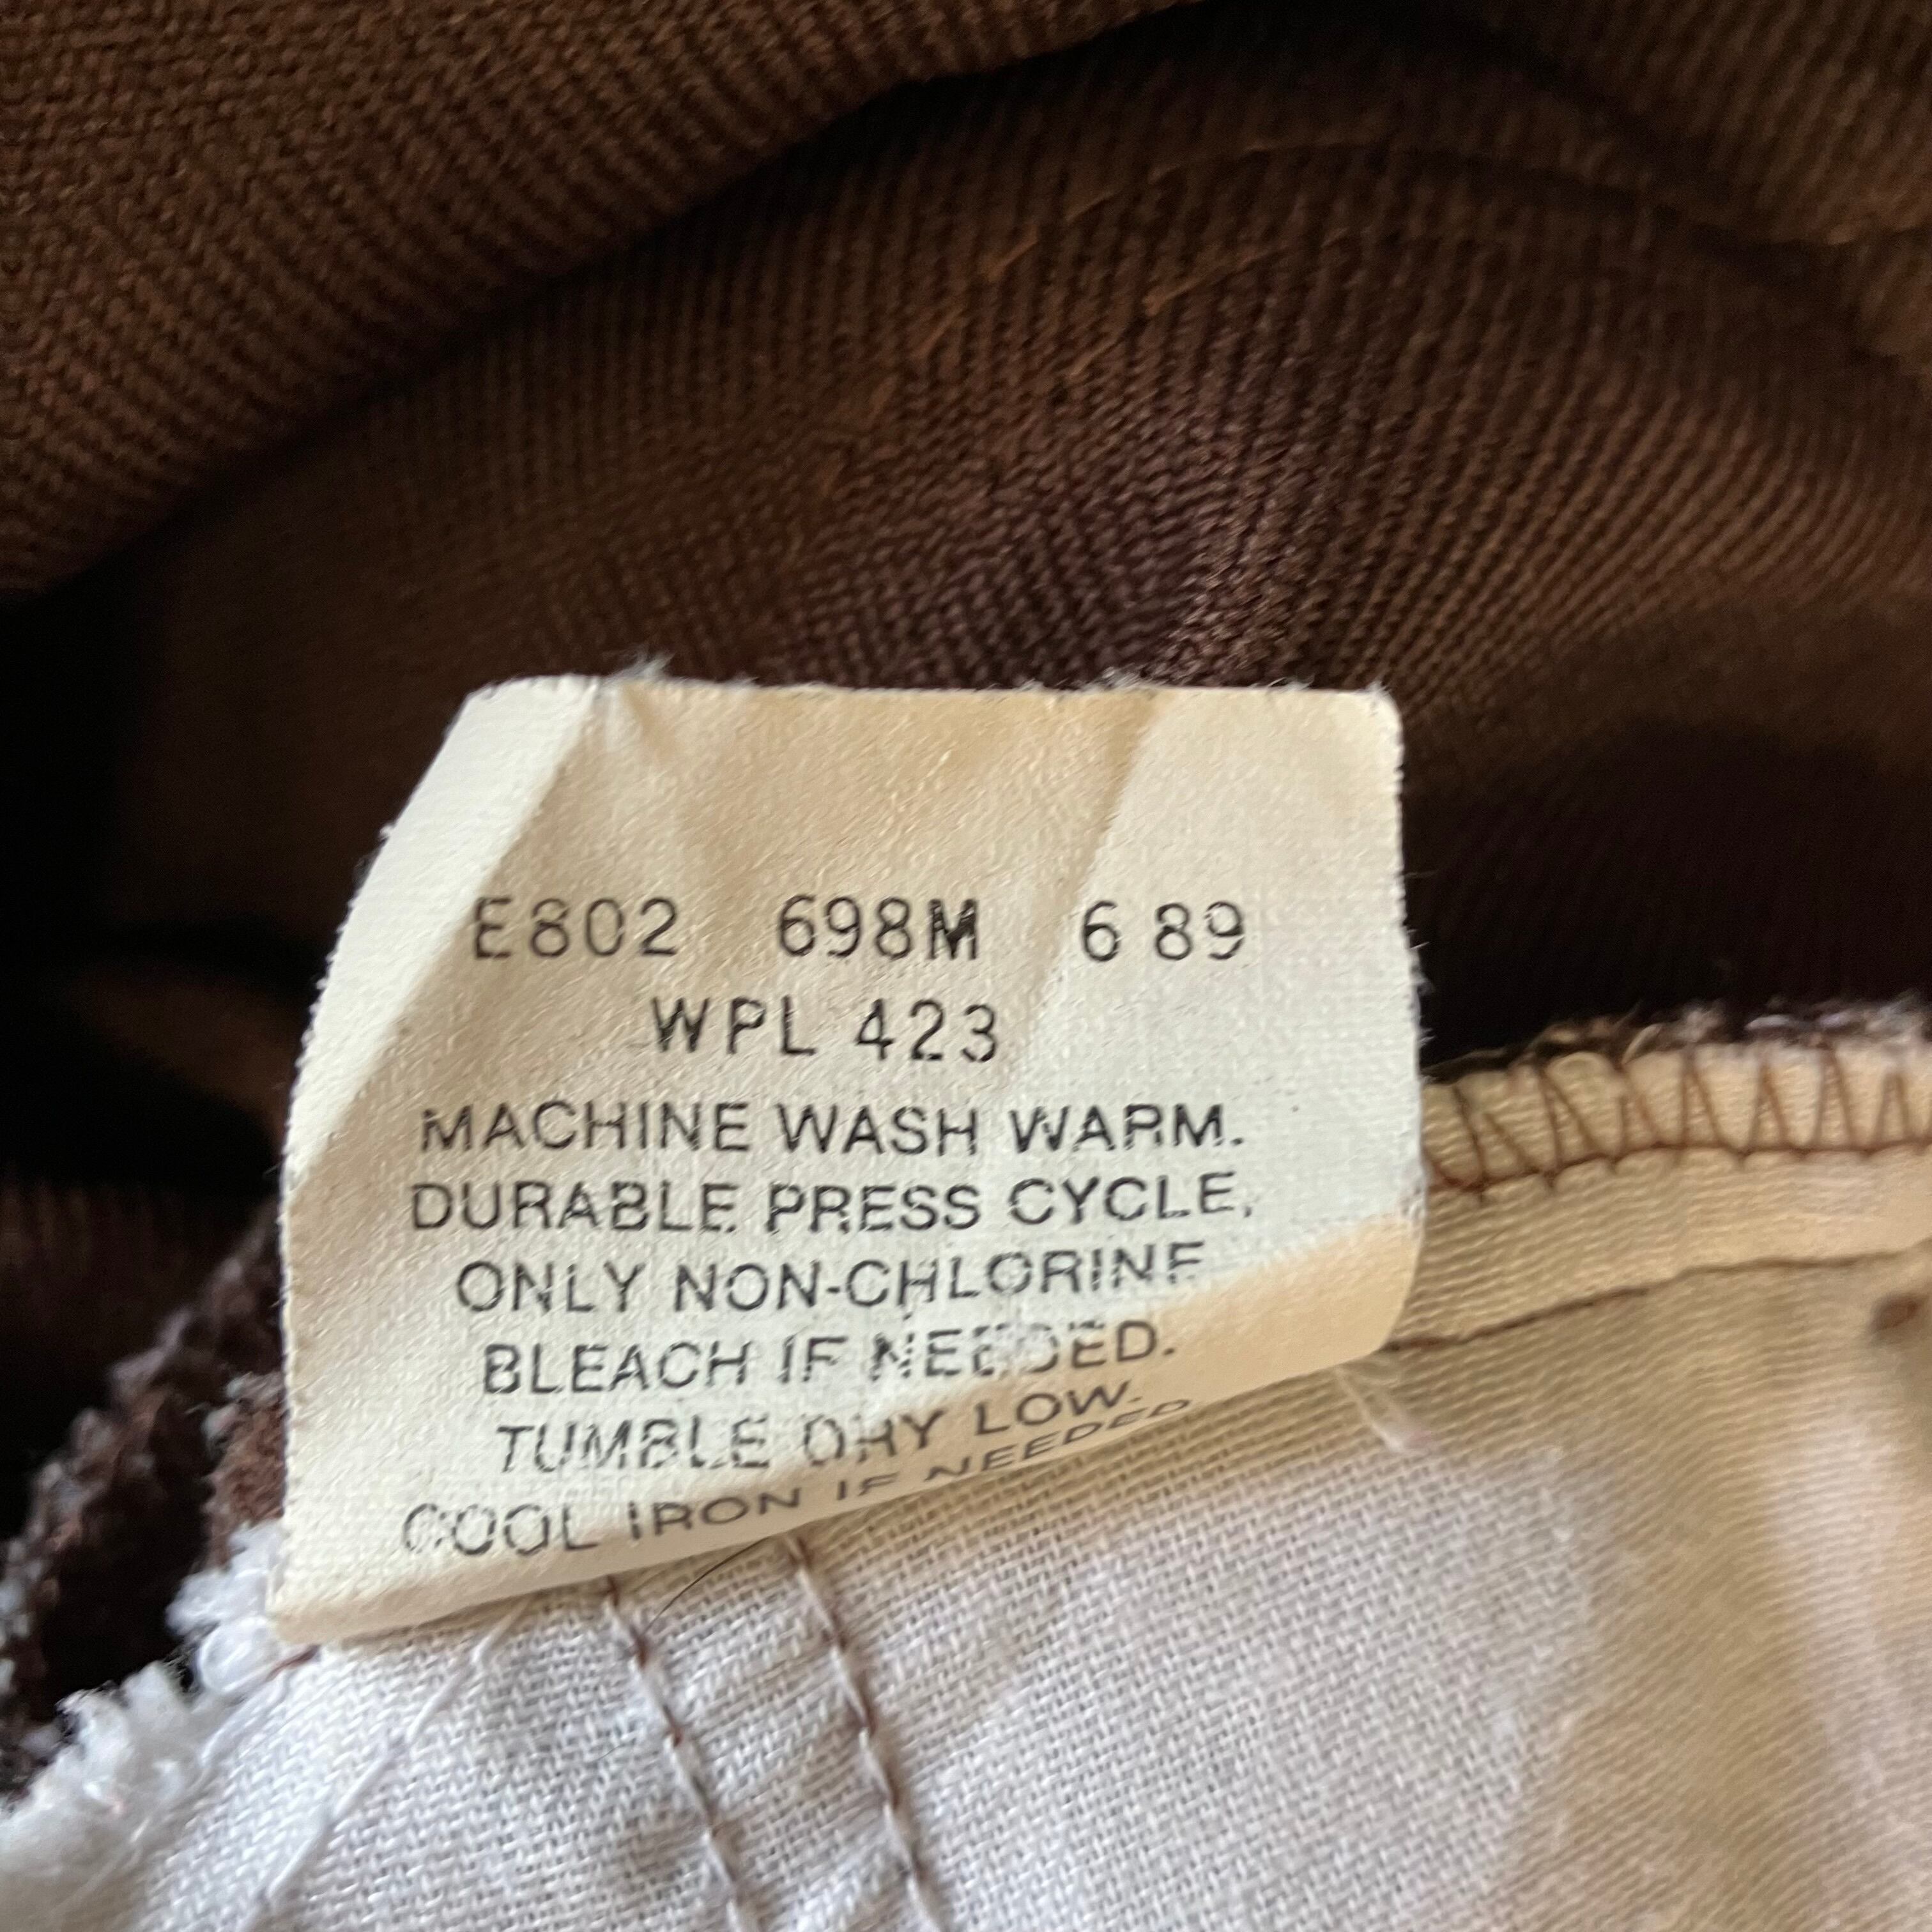 E802 698M 6 89
WPL 423
MACHINE WASH WARM.
DURABLE PRESS CYCLE,
ONLY NON-CHLORINE
BLEACH IF NEEDED.
TUMBLE DRY LOW.
COOL IRON IF NEEDED